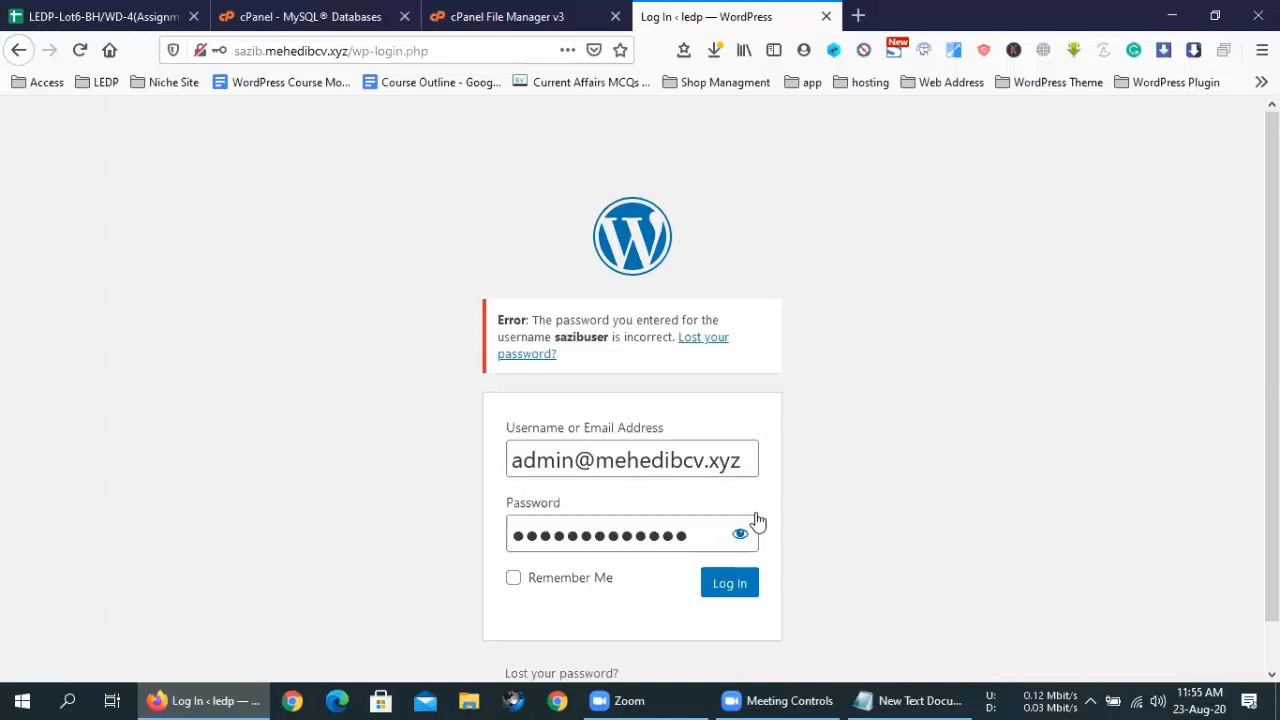 LEDP-Lot6-BH/WD-4(Assignm
cPanel - MySQL® Databases
cPanel File Manager v3
Log In ‹ ledp — WordPress
sazib.mehedibcv.xyz/wp-login.php
New
Access
LEDP
Niche Site
WordPress Course Mo...
Course Outline - Goog...
Current Affairs MCQs ...
Shop Managment
app
hosting
Web Address
WordPress Theme
WordPress Plugin
Error: The password you entered for the
username sazibuser is incorrect. Lost your
password?
Username or Email Address
admin@mehedibcv.xyz
Password
Remember Me
Log In
Lost your password?
Log In ‹ ledp — ...
Zoom
Meeting Controls
New Text Docu...
U: 0.12 Mbit/s
D: 0.03 Mbit/s
11:55 AM
23-Aug-20